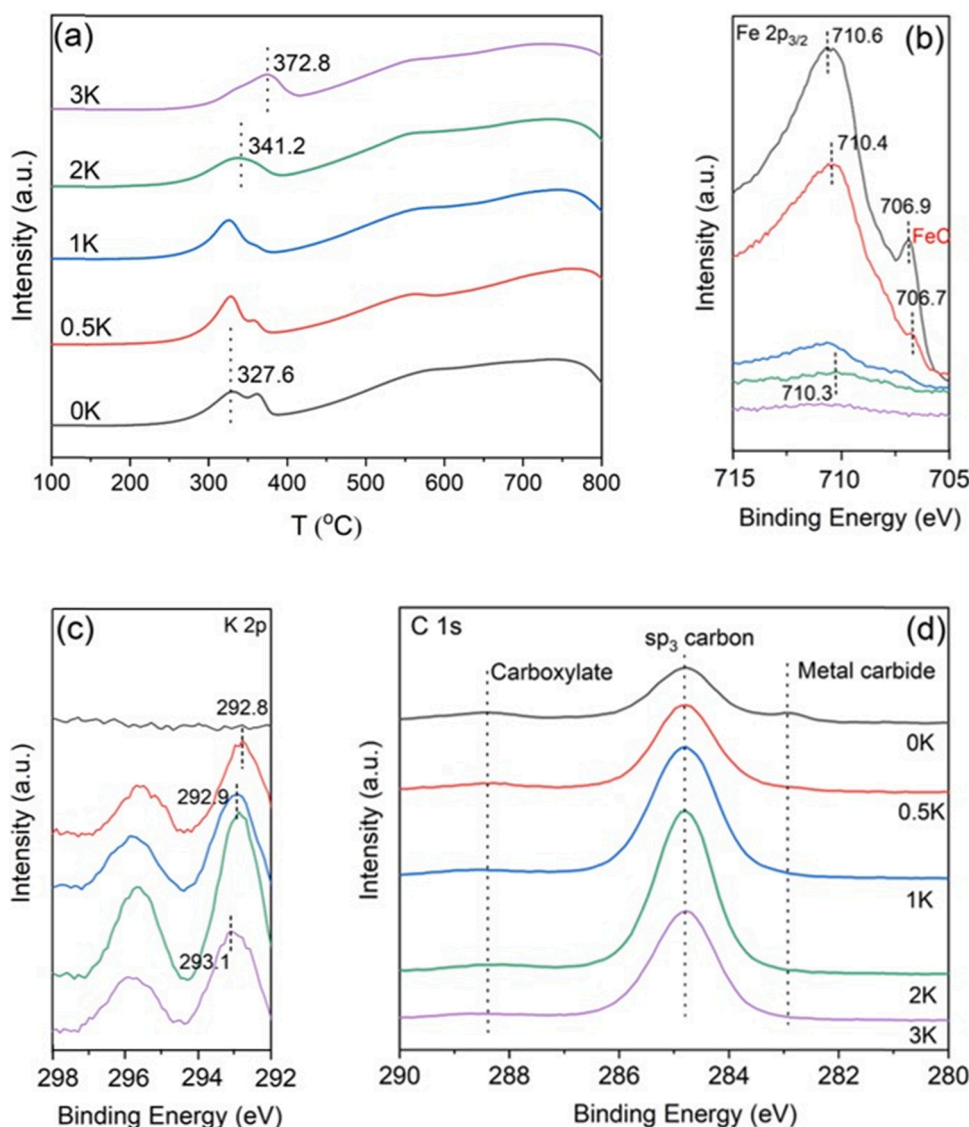 (a)
372.8
3K
341.2
2K
1K
0.5K
327.6
0K
Intensity (a.u.)
100 200 300 400 500 600 700 800
T (°C)
Fe 2p3/2
710.6
(b)
710.4
706.9
FeC
706.7
710.3
Intensity (a.u.)
715 710 705
Binding Energy (eV)
(c)
K 2p
292.8
292.9
293.1
Intensity (a.u.)
298 296 294 293 292
Binding Energy (eV)
C 1s
(d)
sp3 carbon
Carboxylate
Metal carbide
0K
0.5K
1K
2K
3K
Intensity (a.u.)
290 288 286 284 282 280
Binding Energy (eV)